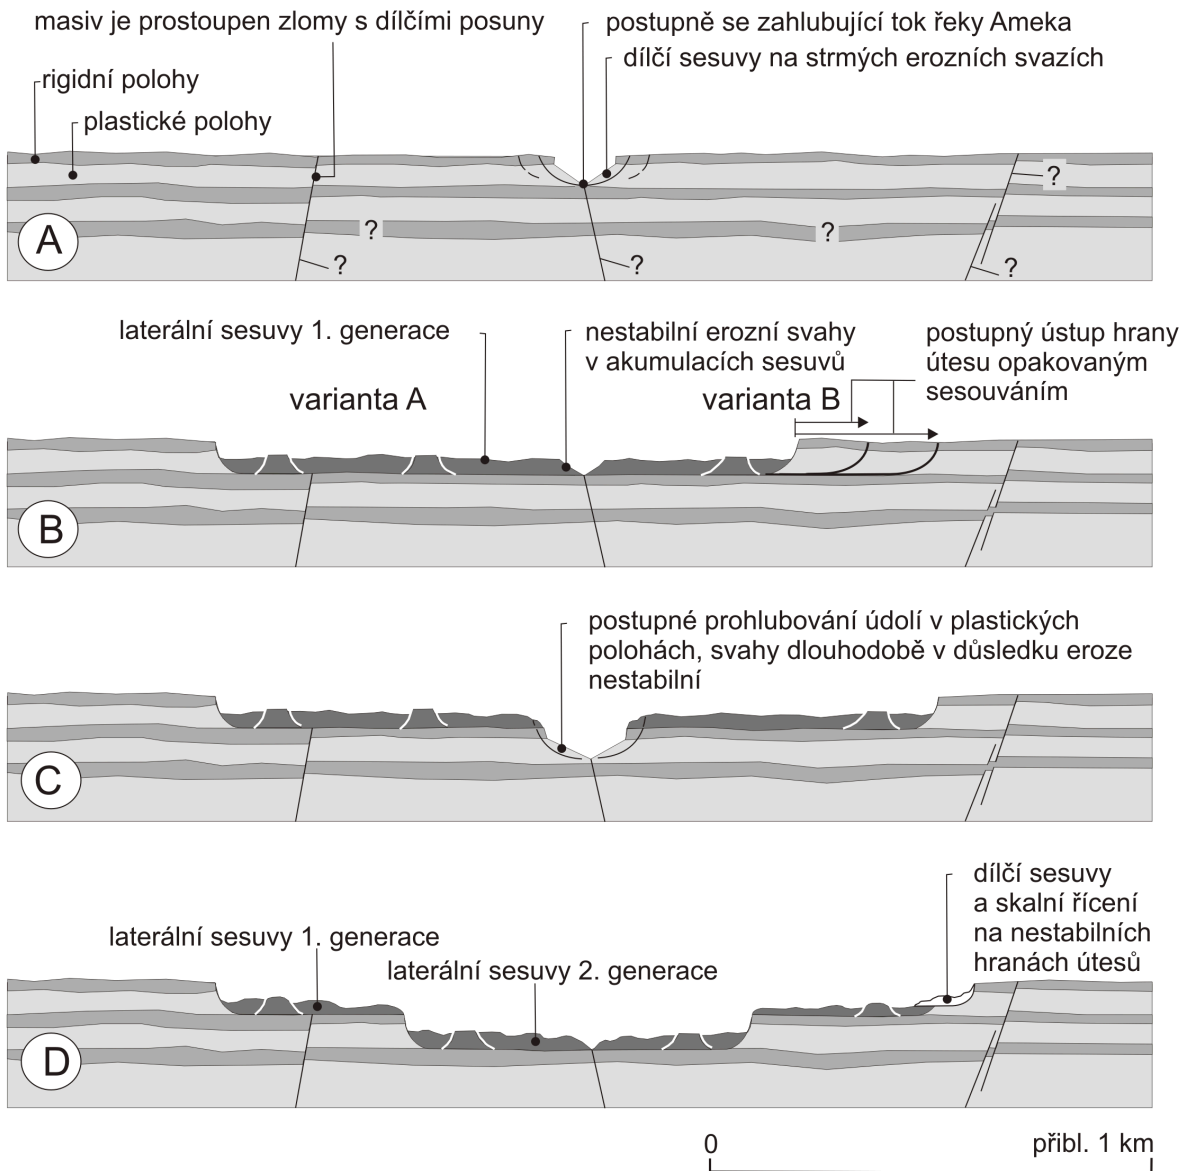 masiv je prostoupen zlomy s dílčími posuny
postupně se zahlubující tok řeky Ameka
dílčí sesuvy na strmých erozních svazích
rigidní polohy
plastické polohy
?
?
?
A
?
?
?
laterální sesuvy 1. generace
nestabilní erozní svahy
v akumulacích sesuvů
postupný ústup hrany
útesu opakovaným
sesouváním
varianta A
varianta B
B
postupné prohlubování údolí v plastických
polohách, svahy dlouhodobě v důsledku eroze
nestabilní
C
dílčí sesuvy
a skalní řícení
na nestabilních
hranách útesů
laterální sesuvy 1. generace
laterální sesuvy 2. generace
D
0
přibl. 1 km